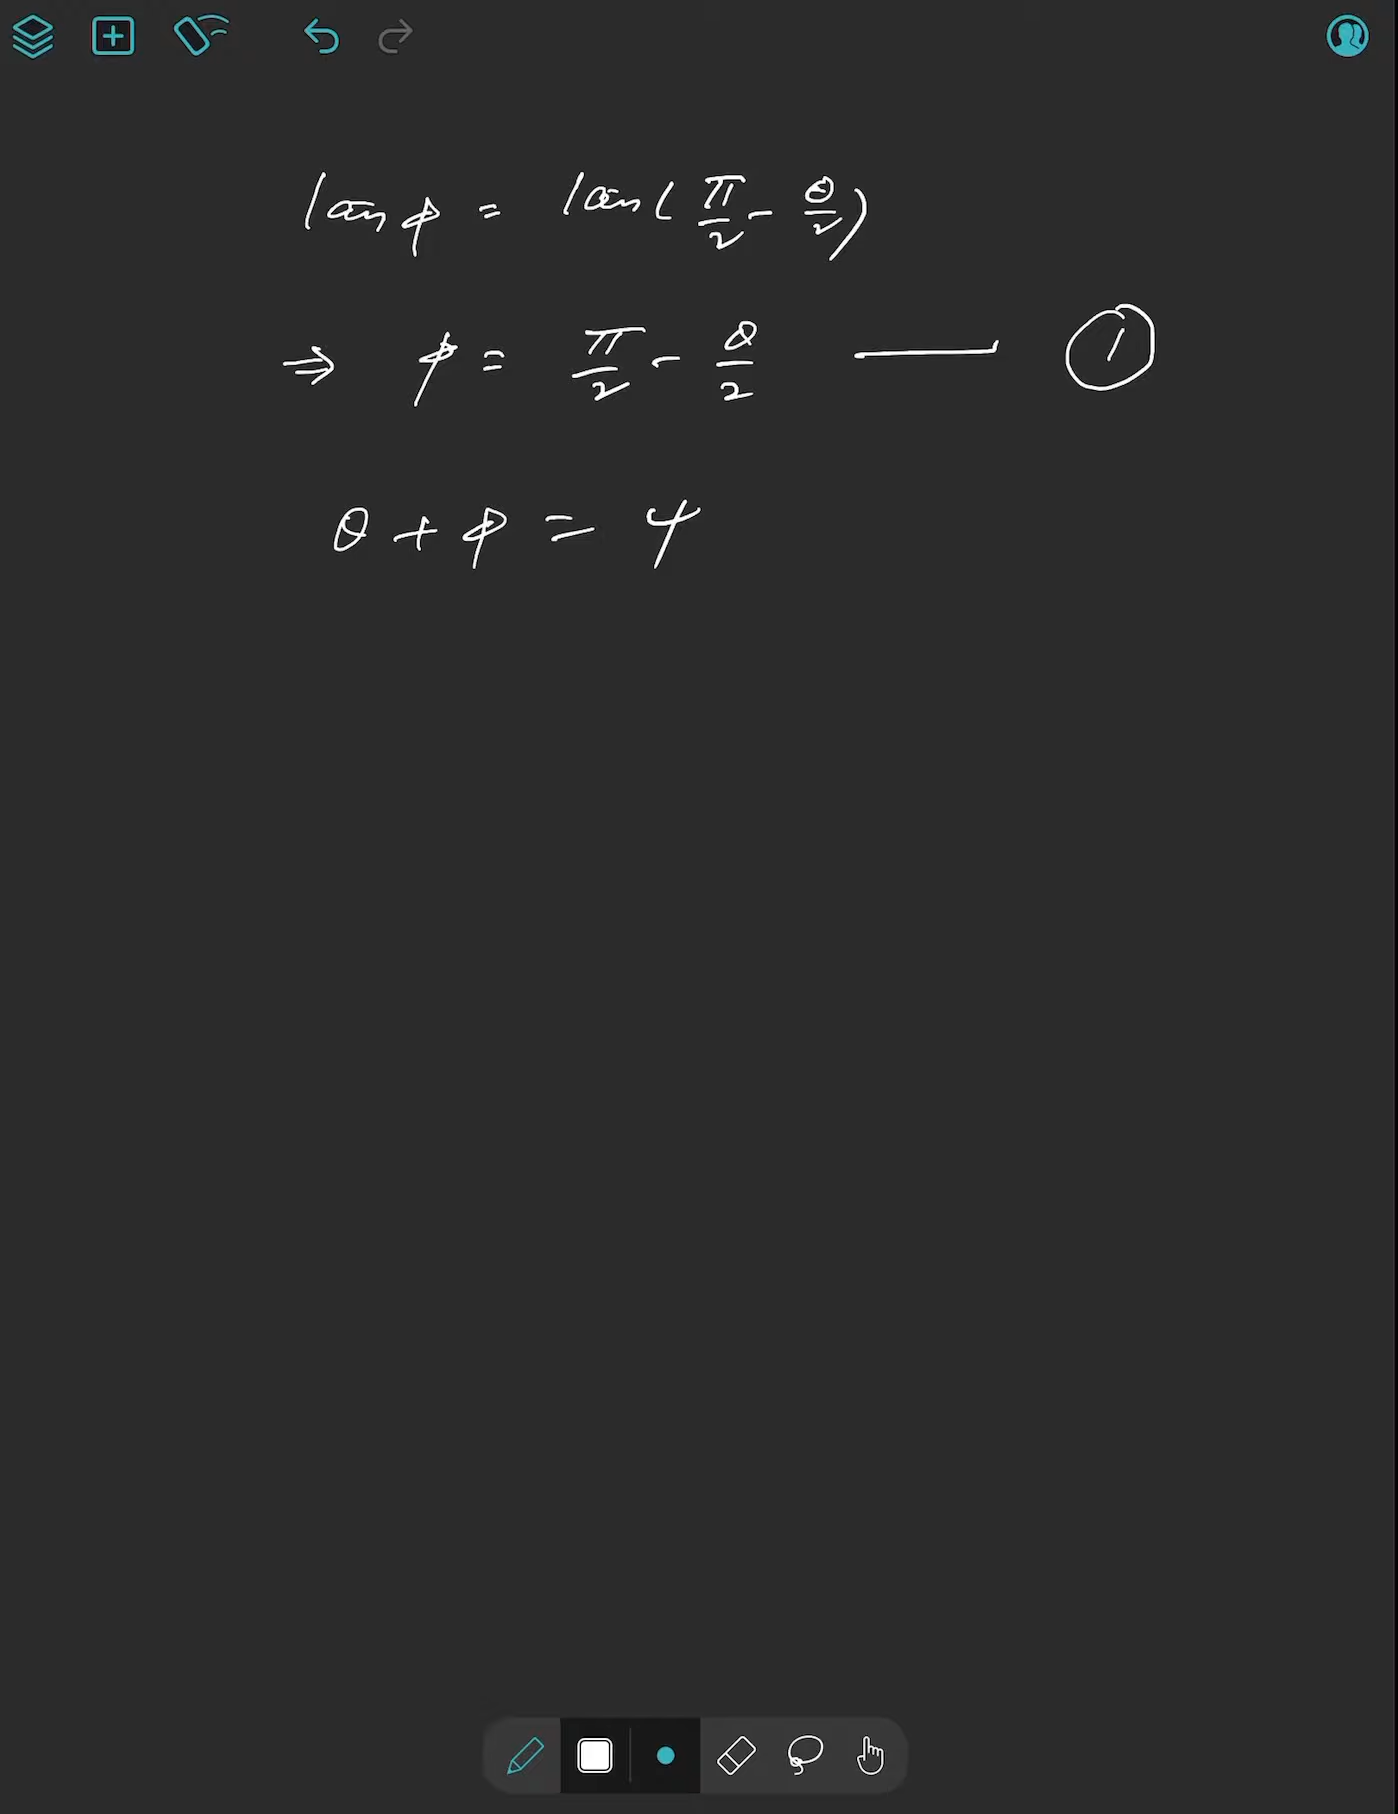 tan φ = tan( π/2 - θ/2 )
⇒ φ = π/2 - θ/2 —— ①
θ + φ = ψ